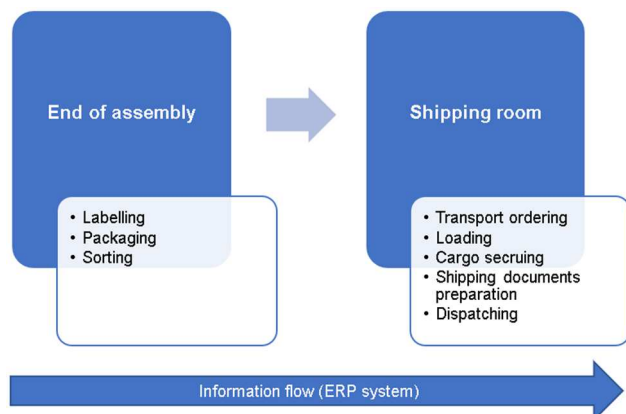 End of assembly
• Labelling
• Packaging
• Sorting
Shipping room
• Transport ordering
• Loading
• Cargo secruing
• Shipping documents
preparation
• Dispatching
Information flow (ERP system)